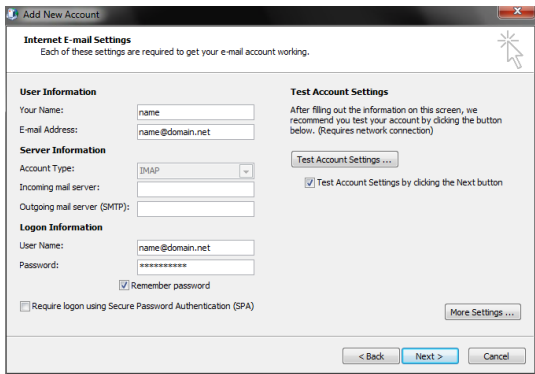 Add New Account
Internet E-mail Settings
Each of these settings are required to get your e-mail account working.
User Information
Your Name:
name
E-mail Address:
name@domain.net
Server Information
Account Type:
IMAP
Incoming mail server:
Outgoing mail server (SMTP):
Logon Information
User Name:
name@domain.net
Password:
**********
Remember password
Require logon using Secure Password Authentication (SPA)
Test Account Settings
After filling out the information on this screen, we
recommend you test your account by clicking the button
below. (Requires network connection)
Test Account Settings ...
Test Account Settings by clicking the Next button
More Settings ...
< Back
Next >
Cancel